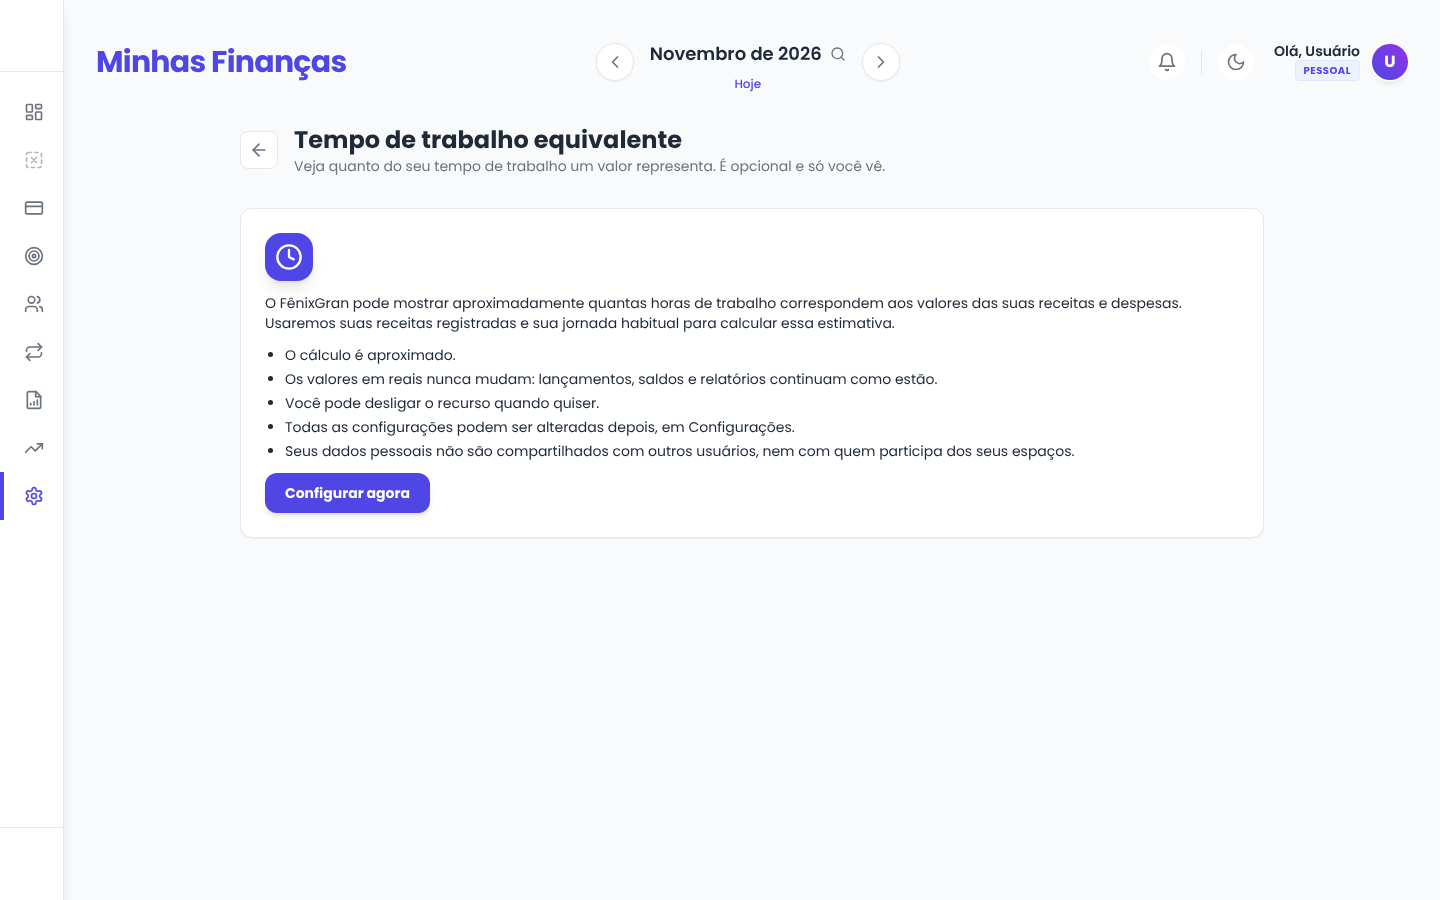 Minhas Finanças
Novembro de 2026
Hoje
Olá, Usuário
PESSOAL
U
Tempo de trabalho equivalente
Veja quanto do seu tempo de trabalho um valor representa. É opcional e só você vê.
O FênixGran pode mostrar aproximadamente quantas horas de trabalho correspondem aos valores das suas receitas e despesas.
Usaremos suas receitas registradas e sua jornada habitual para calcular essa estimativa.
• O cálculo é aproximado.
• Os valores em reais nunca mudam: lançamentos, saldos e relatórios continuam como estão.
• Você pode desligar o recurso quando quiser.
• Todas as configurações podem ser alteradas depois, em Configurações.
• Seus dados pessoais não são compartilhados com outros usuários, nem com quem participa dos seus espaços.
Configurar agora